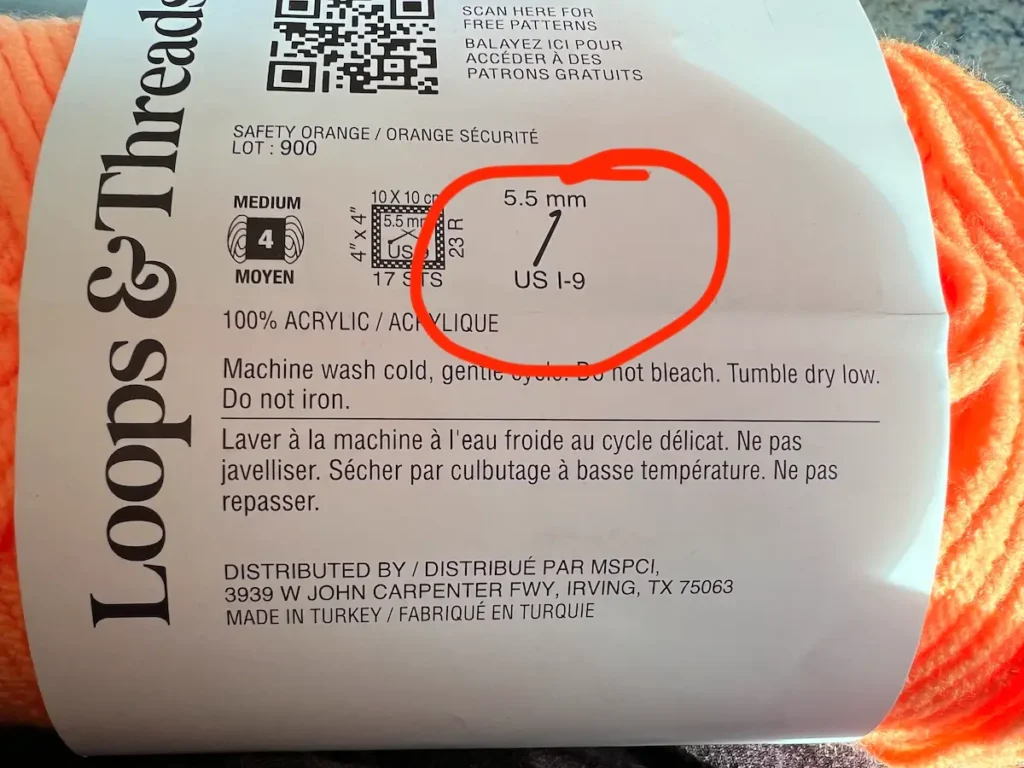 Loops & Threads
SCAN HERE FOR
FREE PATTERNS
BALAYEZ ICI POUR
ACCÉDER À DES
PATRONS GRATUITS
SAFETY ORANGE / ORANGE SÉCURITÉ
LOT : 900
MEDIUM
4
MOYEN
10 X 10 cm
4" x 4"
5.5 mm
US 9
23 R
17 STS
5.5 mm
US I-9
100% ACRYLIC / ACRYLIQUE
Machine wash cold, gentle cycle. Do not bleach. Tumble dry low.
Do not iron.
Laver à la machine à l'eau froide au cycle délicat. Ne pas
javelliser. Sécher par culbutage à basse température. Ne pas
repasser.
DISTRIBUTED BY / DISTRIBUÉ PAR MSPCI,
3939 W JOHN CARPENTER FWY, IRVING, TX 75063
MADE IN TURKEY / FABRIQUÉ EN TURQUIE